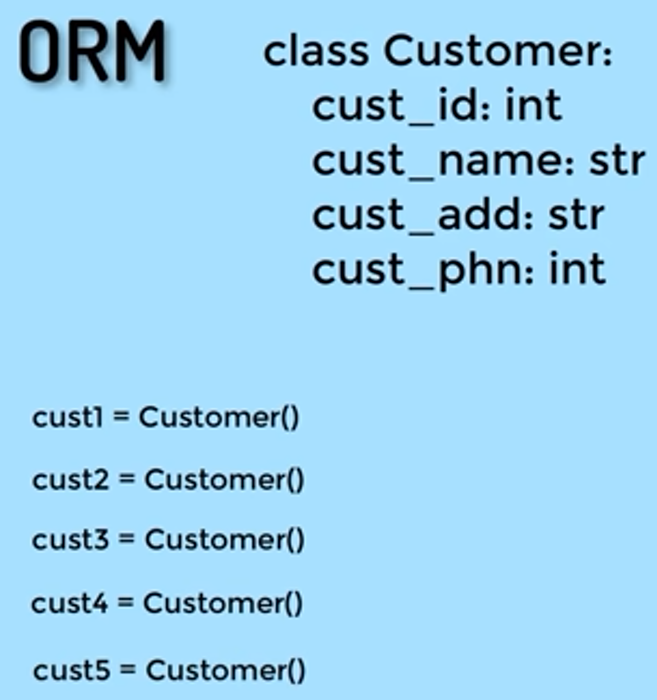 ORM
class Customer:
cust_id: int
cust_name: str
cust_add: str
cust_phn: int
cust1 = Customer()
cust2 = Customer()
cust3 = Customer()
cust4 = Customer()
cust5 = Customer()